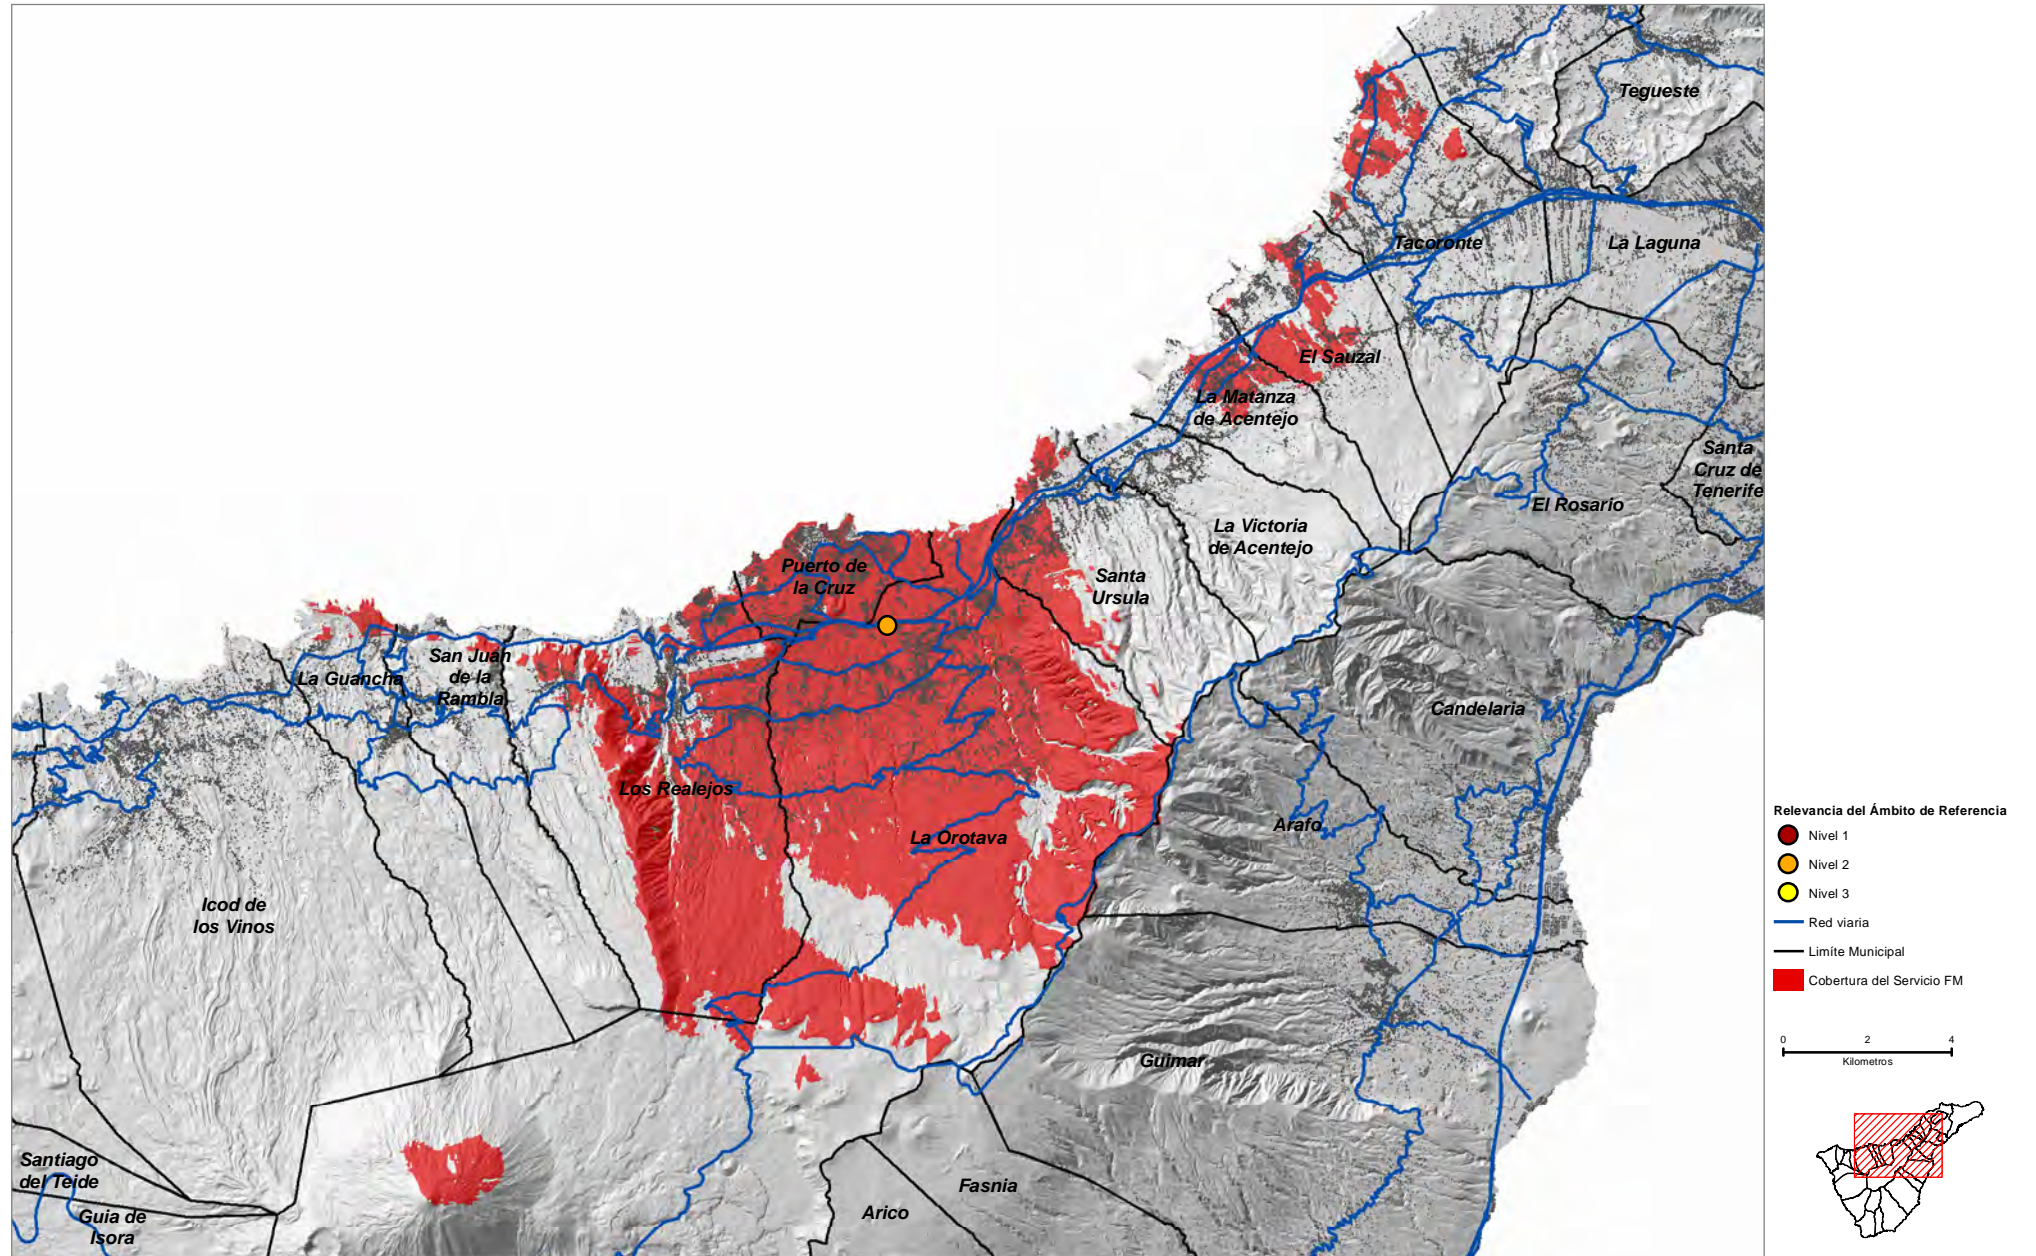 Tegueste
Tacoronte
La Laguna
El Sauzal
La Matanza
de Acentejo
Santa
Cruz de
Tenerife
El Rosario
La Victoria
de Acentejo
Puerto de
la Cruz
Santa
Ursula
San Juan
de la
Rambla
La Guancha
Candelaria
Los Realejos
La Orotava
Arafo
Icod de
los Vinos
Guimar
Santiago
del Teide
Guia de
Isora
Fasnia
Arico
Relevancia del Ámbito de Referencia
Nivel 1
Nivel 2
Nivel 3
Red viaria
Limíte Municipal
Cobertura del Servicio FM
0 2 4
Kilometros